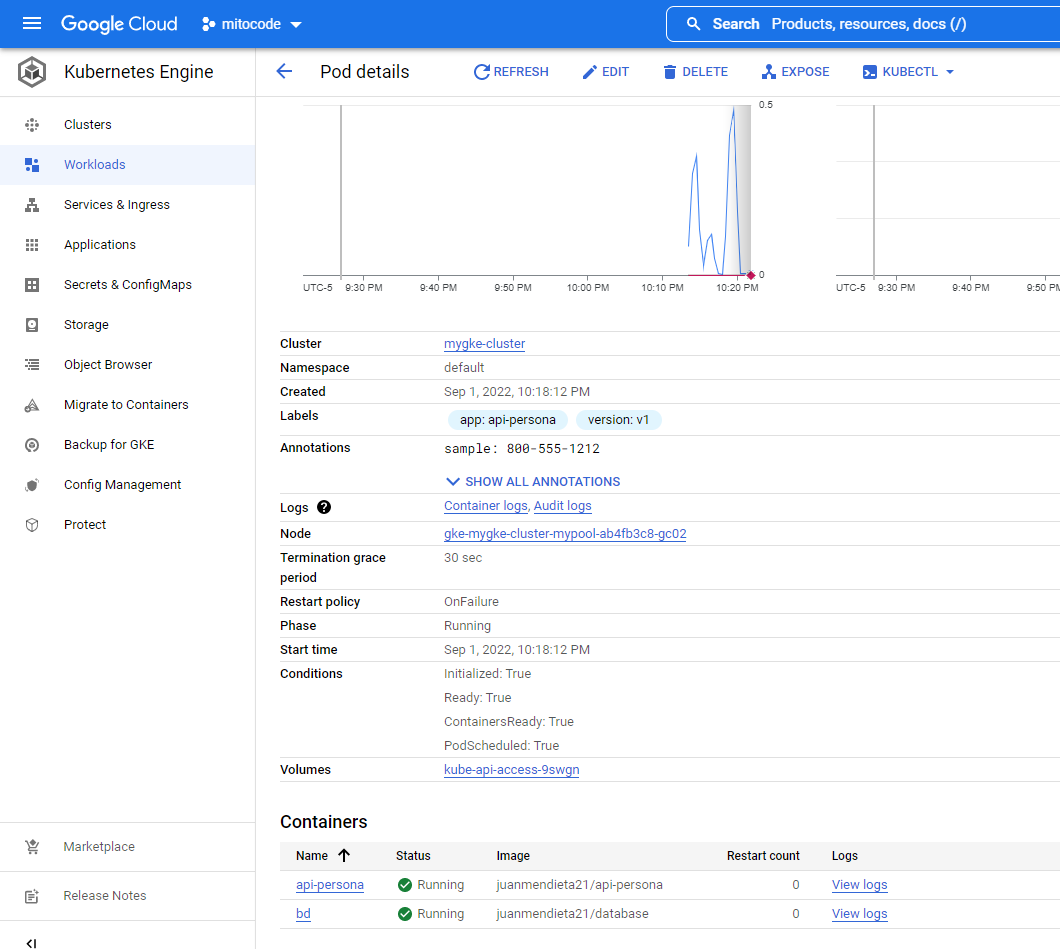 Google Cloud mitocode Search Products, resources, docs (/)
Kubernetes Engine
Pod details REFRESH EDIT DELETE EXPOSE KUBECTL
Clusters
Workloads
Services & Ingress
Applications
Secrets & ConfigMaps
Storage
Object Browser
Migrate to Containers
Backup for GKE
Config Management
Protect
Marketplace
Release Notes
0.5
0
UTC-5 9:30 PM 9:40 PM 9:50 PM 10:00 PM 10:10 PM 10:20 PM
UTC-5 9:30 PM 9:40 PM 9:50 PM
Cluster mygke-cluster
Namespace default
Created Sep 1, 2022, 10:18:12 PM
Labels app: api-persona version: v1
Annotations sample: 800-555-1212
SHOW ALL ANNOTATIONS
Logs ? Container logs, Audit logs
Node gke-mygke-cluster-mypool-ab4fb3c8-gc02
Termination grace period 30 sec
Restart policy OnFailure
Phase Running
Start time Sep 1, 2022, 10:18:12 PM
Conditions Initialized: True
Ready: True
ContainersReady: True
PodScheduled: True
Volumes kube-api-access-9swgn
Containers
Name Status Image Restart count Logs
api-persona Running juanmendieta21/api-persona 0 View logs
bd Running juanmendieta21/database 0 View logs